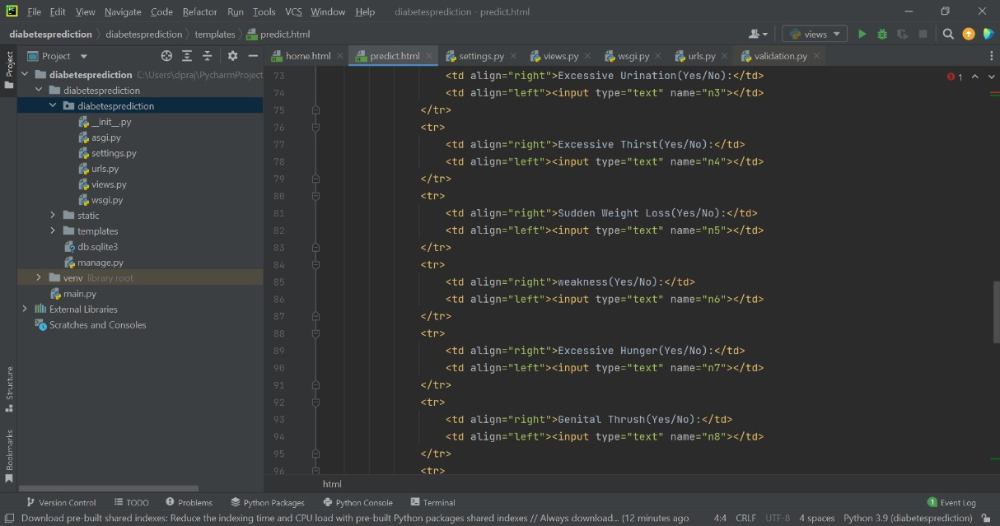 PC File Edit View Navigate Code Refactor Run Tools VCS Window Help diabetesprediction - predict.html
diabetesprediction diabetesprediction templates predict.html views
Project home.html predict.html settings.py views.py wsgi.py urls.py validation.py
Project
diabetesprediction C:\Users\dpraj\PycharmProject
diabetesprediction
diabetesprediction
__init__.py
asgi.py
settings.py
urls.py
views.py
wsgi.py
static
templates
db.sqlite3
manage.py
venv library root
main.py
External Libraries
Scratches and Consoles
Structure
Bookmarks
1
73 <td align="right">Excessive Urination(Yes/No):</td>
74 <td align="left"><input type="text" name="n3"></td>
75 </tr>
76 <tr>
77 <td align="right">Excessive Thirst(Yes/No):</td>
78 <td align="left"><input type="text" name="n4"></td>
79 </tr>
80 <tr>
81 <td align="right">Sudden Weight Loss(Yes/No):</td>
82 <td align="left"><input type="text" name="n5"></td>
83 </tr>
84 <tr>
85 <td align="right">weakness(Yes/No):</td>
86 <td align="left"><input type="text" name="n6"></td>
87 </tr>
88 <tr>
89 <td align="right">Excessive Hunger(Yes/No):</td>
90 <td align="left"><input type="text" name="n7"></td>
91 </tr>
92 <tr>
93 <td align="right">Genital Thrush(Yes/No):</td>
94 <td align="left"><input type="text" name="n8"></td>
95 </tr>
96 <tr>
html
Version Control TODO Problems Python Packages Python Console Terminal 1 Event Log
Download pre-built shared indexes: Reduce the indexing time and CPU load with pre-built Python packages shared indexes // Always download... (12 minutes ago 4:4 CRLF UTF-8 4 spaces Python 3.9 (diabetesprediction)